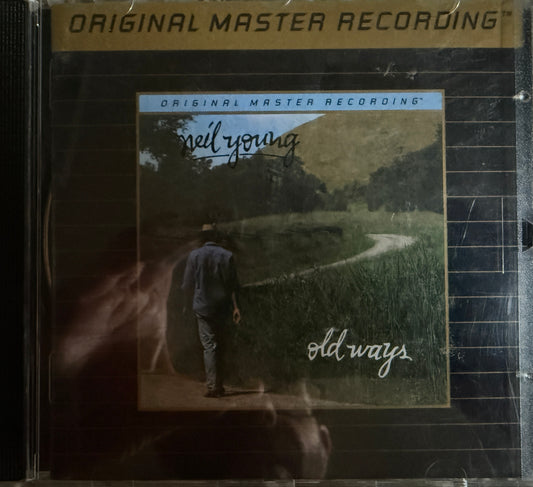 ORIGINAL MASTER RECORDING™
ORIGINAL MASTER RECORDING™
neil young
old ways